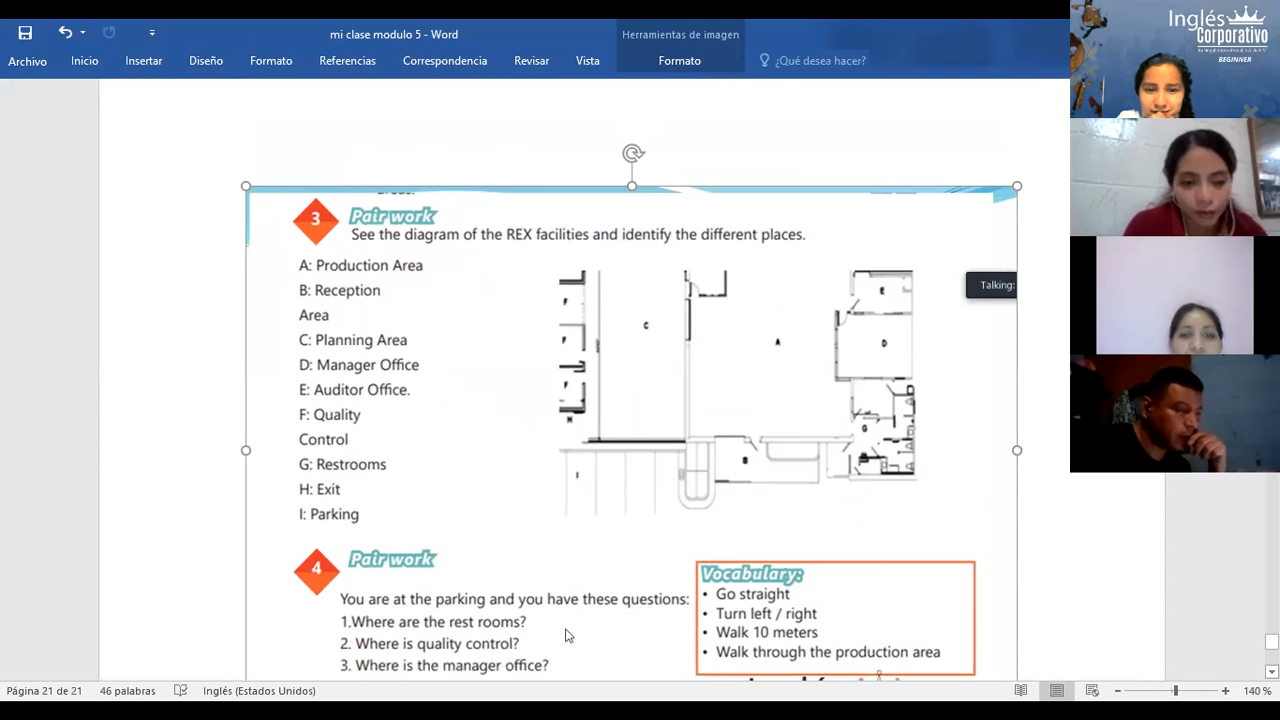 mi clase modulo 5 - Word
Herramientas de imagen
Archivo Inicio Insertar Diseño Formato Referencias Correspondencia Revisar Vista Formato ¿Qué desea hacer?
Inglés
Corporativo
BEGINNER
3 Pair work
See the diagram of the REX facilities and identify the different places.
A: Production Area
B: Reception
Area
C: Planning Area
D: Manager Office
E: Auditor Office.
F: Quality
Control
G: Restrooms
H: Exit
I: Parking
F
F
F
H
C
A
E
D
G
B
I
Talking:
4 Pair work
You are at the parking and you have these questions:
1.Where are the rest rooms?
2. Where is quality control?
3. Where is the manager office?
Vocabulary:
• Go straight
• Turn left / right
• Walk 10 meters
• Walk through the production area
Página 21 de 21 46 palabras Inglés (Estados Unidos) 140 %